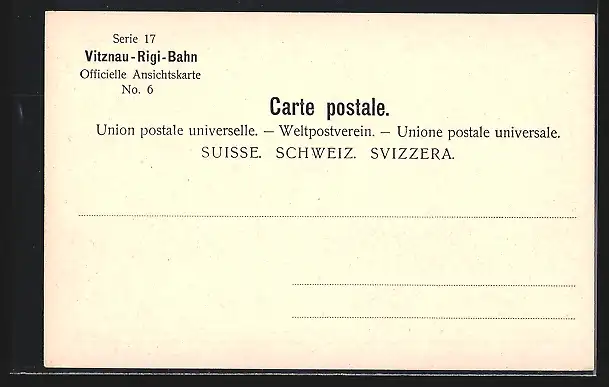 Serie 17
Vitznau-Rigi-Bahn
Officielle Ansichtskarte
No. 6
Carte postale.
Union postale universelle. — Weltpostverein. — Unione postale universale.
SUISSE. SCHWEIZ. SVIZZERA.